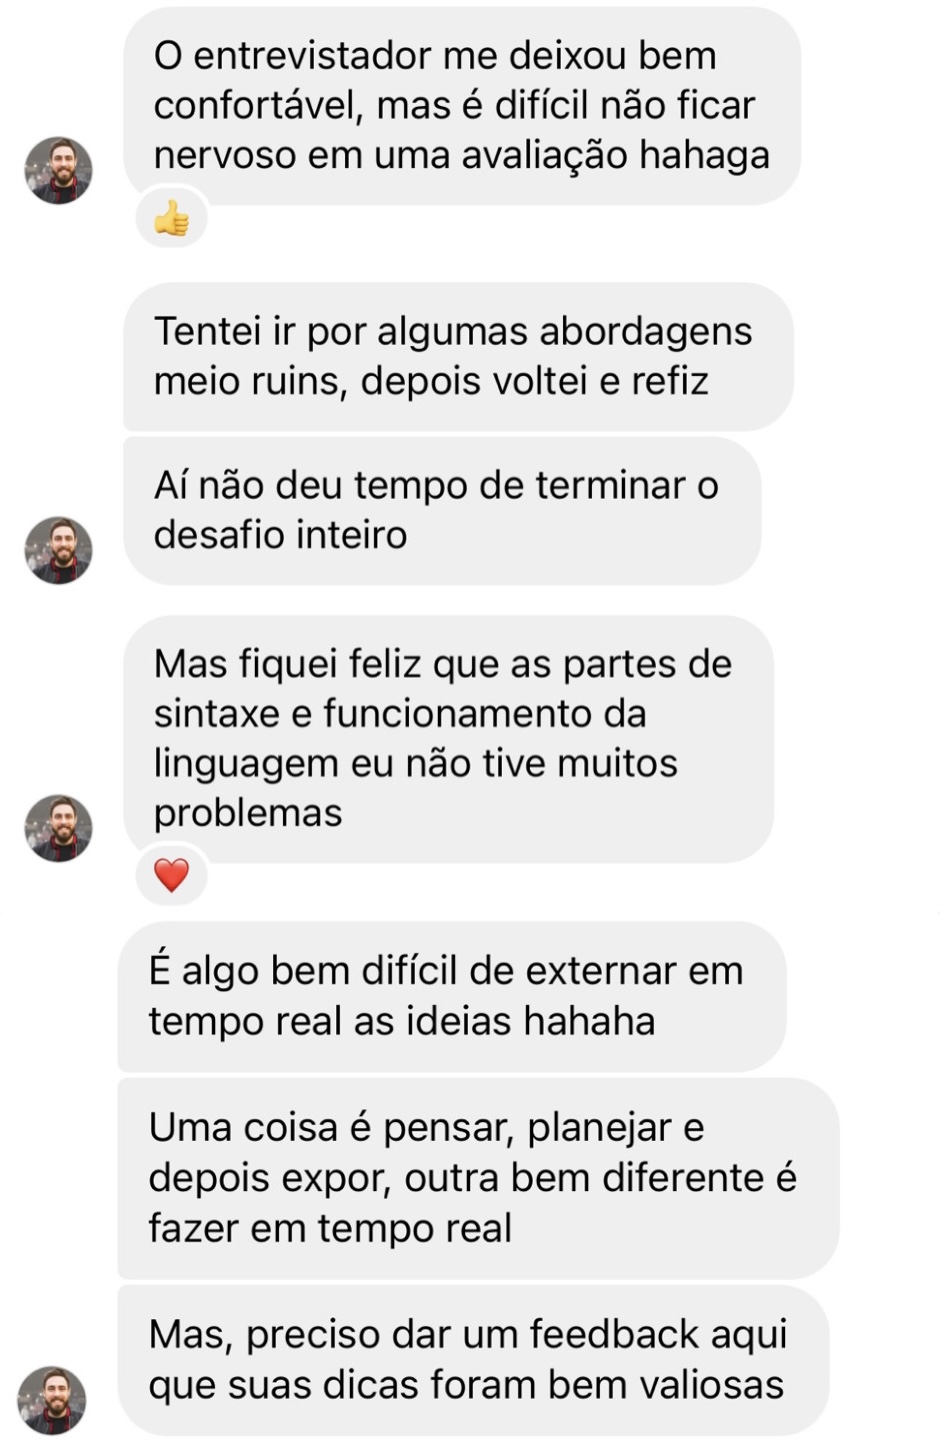 O entrevistador me deixou bem
confortável, mas é difícil não ficar
nervoso em uma avaliação hahaga
Tentei ir por algumas abordagens
meio ruins, depois voltei e refiz
Aí não deu tempo de terminar o
desafio inteiro
Mas fiquei feliz que as partes de
sintaxe e funcionamento da
linguagem eu não tive muitos
problemas
É algo bem difícil de externar em
tempo real as ideias hahaha
Uma coisa é pensar, planejar e
depois expor, outra bem diferente é
fazer em tempo real
Mas, preciso dar um feedback aqui
que suas dicas foram bem valiosas